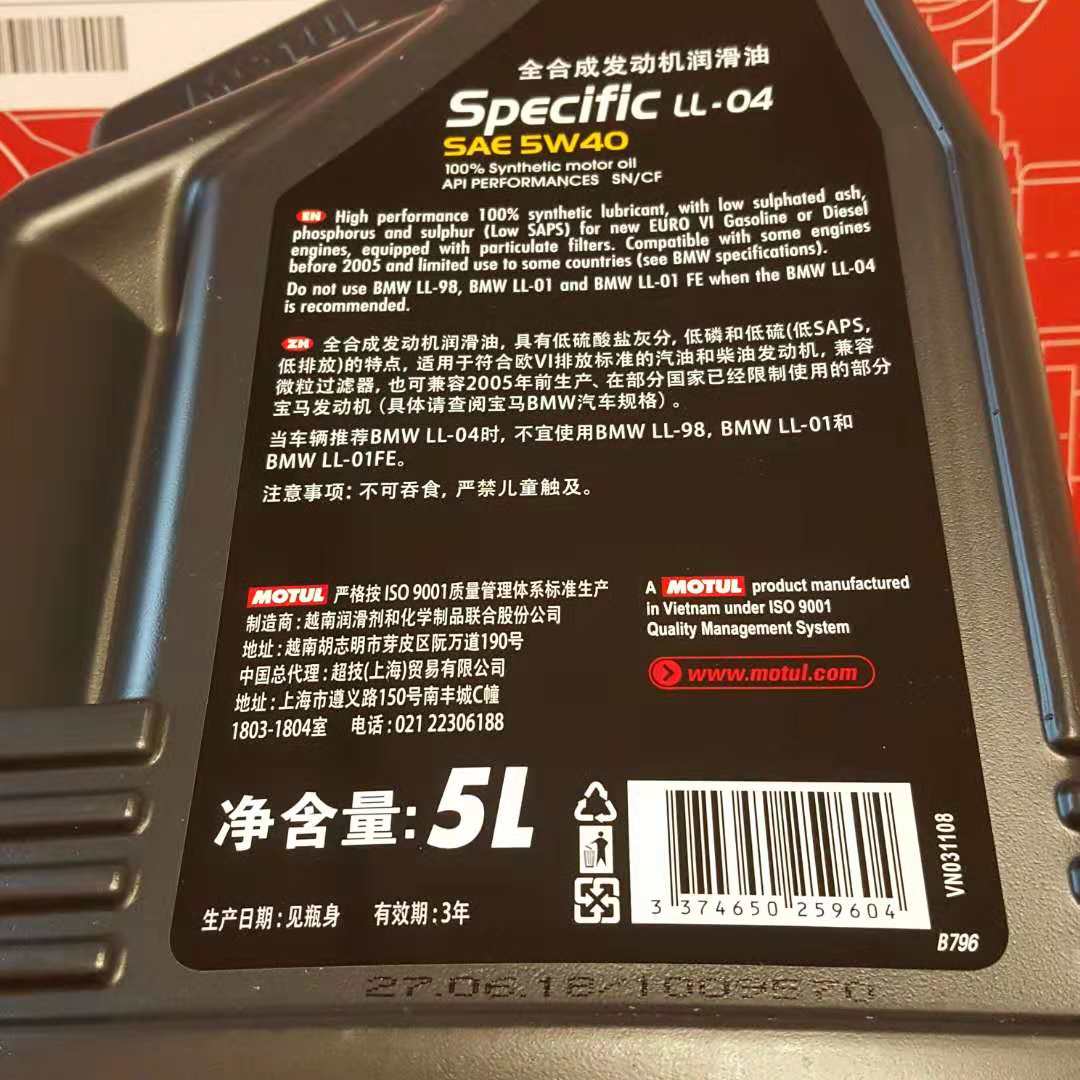 全合成发动机润滑油
Specific LL-04
SAE 5W40
100% Synthetic motor oil
API PERFORMANCES SN/CF
EN High performance 100% synthetic lubricant, with low sulphated ash,
phosphorus and sulphur (Low SAPS) for new EURO VI Gasoline or Diesel
engines, equipped with particulate filters. Compatible with some engines
before 2005 and limited use to some countries (see BMW specifications).
Do not use BMW LL-98, BMW LL-01 and BMW LL-01 FE when the BMW LL-04
is recommended.
ZH 全合成发动机润滑油, 具有低硫酸盐灰分, 低磷和低硫(低SAPS,
低排放)的特点, 适用于符合欧VI排放标准的汽油和柴油发动机, 兼容
微粒过滤器, 也可兼容2005年前生产、在部分国家已经限制使用的部分
宝马发动机 (具体请查阅宝马BMW汽车规格) 。
当车辆推荐BMW LL-04时, 不宜使用BMW LL-98, BMW LL-01和
BMW LL-01FE。
注意事项: 不可吞食, 严禁儿童触及。
MOTUL 严格按 ISO 9001质量管理体系标准生产
制造商:越南润滑剂和化学制品联合股份公司
地址:越南胡志明市芽皮区阮万道190号
中国总代理:超技(上海)贸易有限公司
地址:上海市遵义路150号南丰城C幢
1803-1804室 电话:021 22306188
A MOTUL product manufactured
in Vietnam under ISO 9001
Quality Management System
www.motul.com
净含量:5L
生产日期:见瓶身 有效期:3年
3 374650 259604
VN031108
B796
27.06.18/1009570